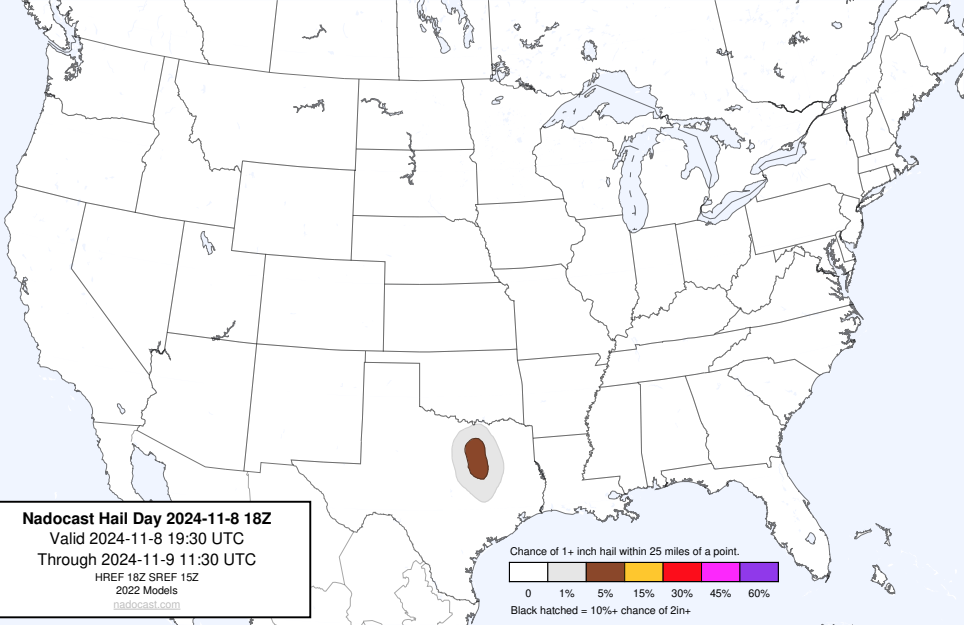 Nadocast Hail Day 2024-11-8 18Z
Valid 2024-11-8 19:30 UTC
Through 2024-11-9 11:30 UTC
HREF 18Z SREF 15Z
2022 Models
nadocast.com
Chance of 1+ inch hail within 25 miles of a point.
0 1% 5% 15% 30% 45% 60%
Black hatched = 10%+ chance of 2in+